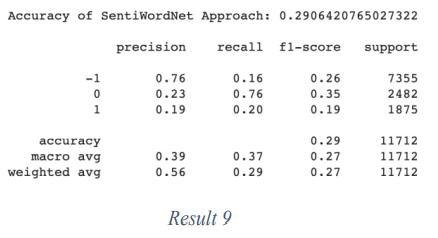 Accuracy of SentiWordNet Approach: 0.2906420765027322
precision recall f1-score support
-1 0.76 0.16 0.26 7355
0 0.23 0.76 0.35 2482
1 0.19 0.20 0.19 1875
accuracy 0.29 11712
macro avg 0.39 0.37 0.27 11712
weighted avg 0.56 0.29 0.27 11712
Result 9